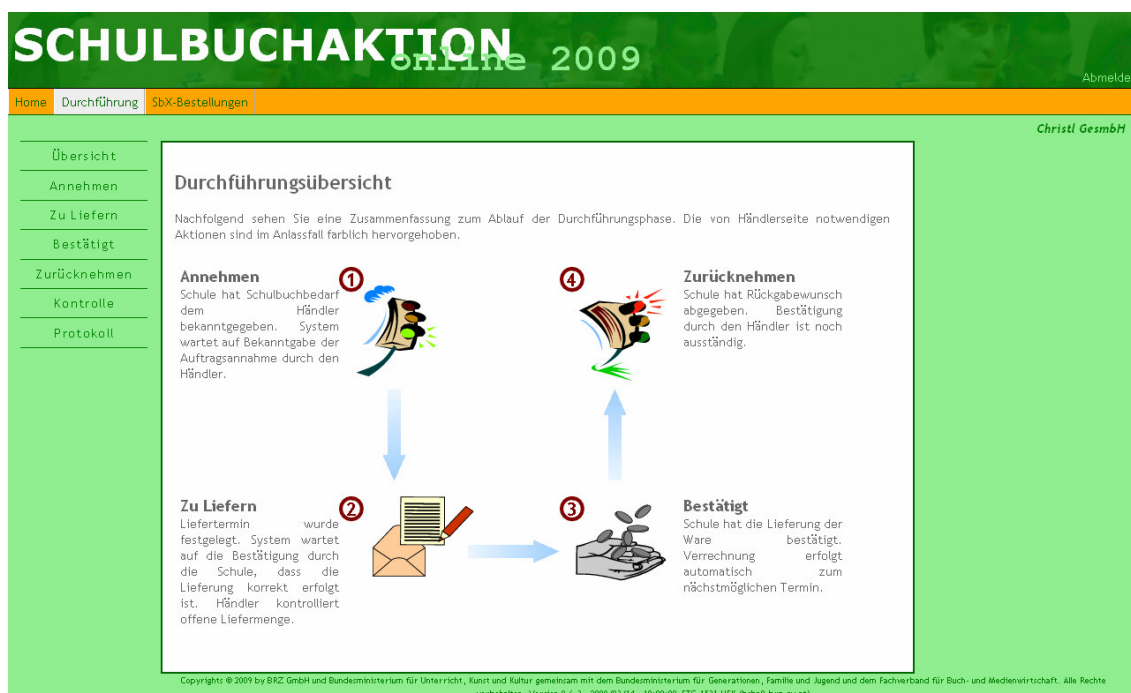 SCHULBUCHAKTION
online 2009
Abmelde
Home Durchführung SbX-Bestellungen
Christl GesmbH
Übersicht
Annehmen
Zu Liefern
Bestätigt
Zurücknehmen
Kontrolle
Protokoll
Durchführungsübersicht
Nachfolgend sehen Sie eine Zusammenfassung zum Ablauf der Durchführungsphase. Die von Händlerseite notwendigen
Aktionen sind im Anlassfall farblich hervorgehoben.
1
Annehmen
Schule hat Schulbuchbedarf
dem Händler
bekanntgegeben. System
wartet auf Bekanntgabe der
Auftragsannahme durch den
Händler.
2
Zu Liefern
Liefertermin wurde
festgelegt. System wartet
auf die Bestätigung durch
die Schule, dass die
Lieferung korrekt erfolgt
ist. Händler kontrolliert
offene Liefermenge.
3
Bestätigt
Schule hat die Lieferung der
Ware bestätigt.
Verrechnung erfolgt
automatisch zum
nächstmöglichen Termin.
4
Zurücknehmen
Schule hat Rückgabewunsch
abgegeben. Bestätigung
durch den Händler ist noch
ausständig.
Copyrights © 2009 by BRZ GmbH und Bundesministerium für Unterricht, Kunst und Kultur gemeinsam mit dem Bundesministerium für Generationen, Familie und Jugend und dem Fachverband für Buch- und Medienwirtschaft. Alle Rechte